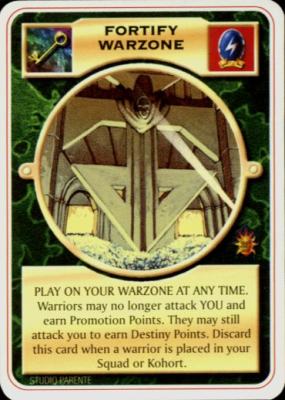 FORTIFY
WARZONE
PLAY ON YOUR WARZONE AT ANY TIME.
Warriors may no longer attack YOU and
earn Promotion Points. They may still
attack you to earn Destiny Points. Discard
this card when a warrior is placed in your
Squad or Kohort.
STUDIO PARENTE